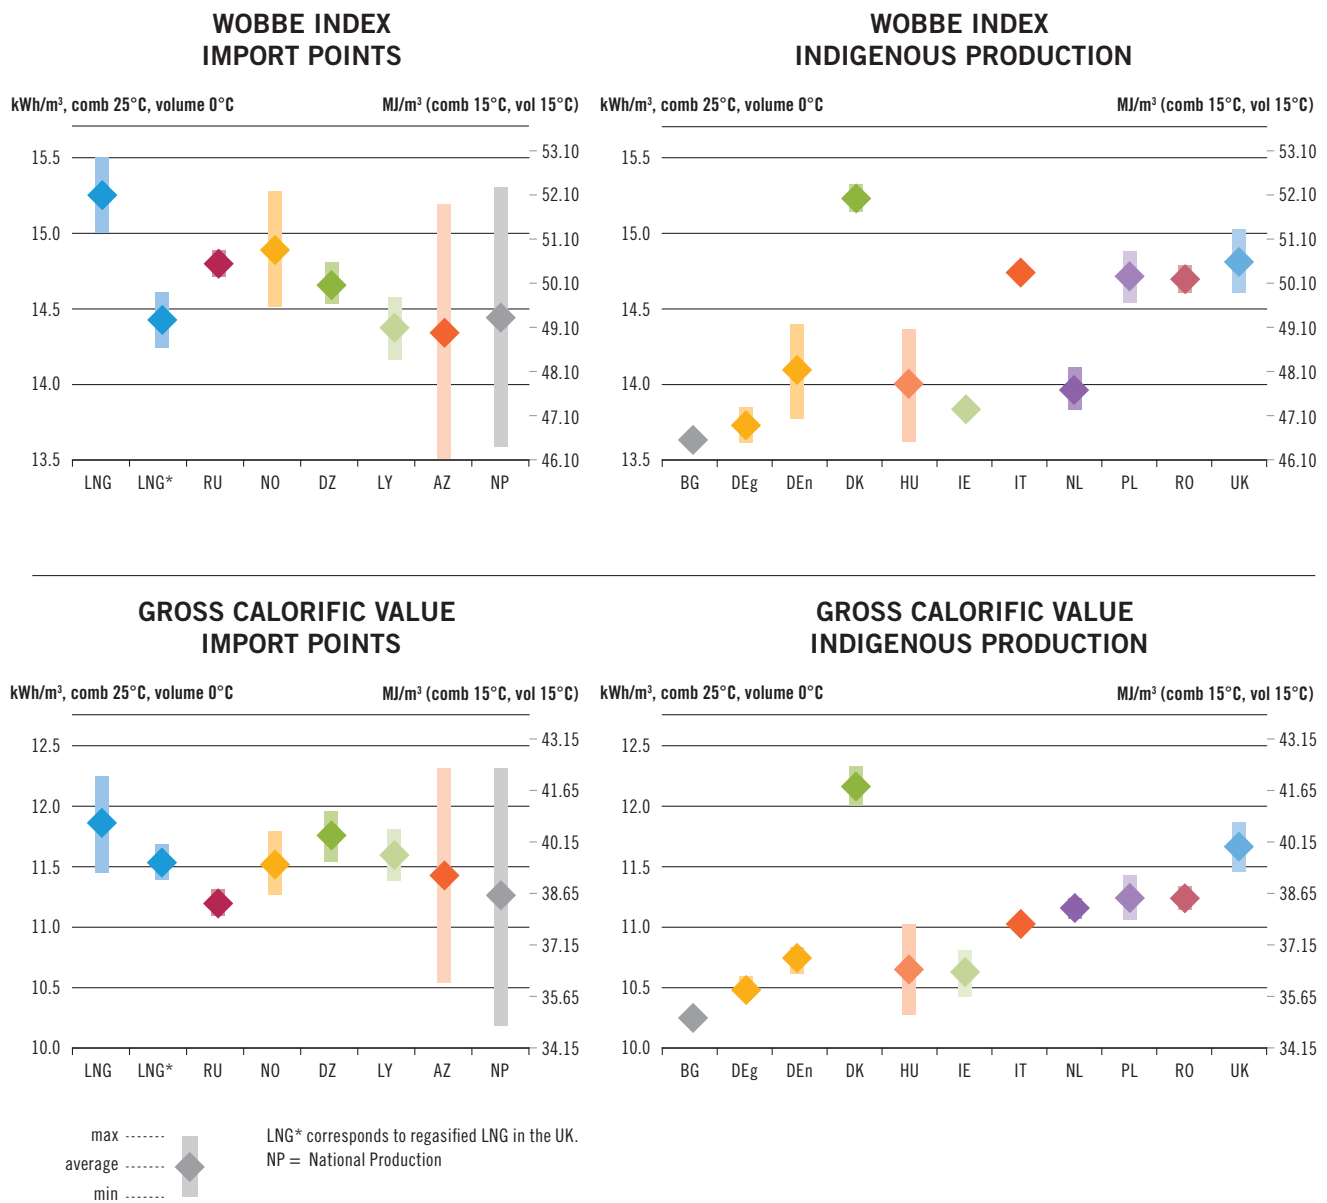 WOBBE INDEX
IMPORT POINTS
kWh/m³, comb 25°C, volume 0°C MJ/m³ (comb 15°C, vol 15°C)
15.5
15.0
14.5
14.0
13.5
53.10
52.10
51.10
50.10
49.10
48.10
47.10
46.10
LNG LNG* RU NO DZ LY AZ NP
WOBBE INDEX
INDIGENOUS PRODUCTION
kWh/m³, comb 25°C, volume 0°C MJ/m³ (comb 15°C, vol 15°C)
15.5
15.0
14.5
14.0
13.5
53.10
52.10
51.10
50.10
49.10
48.10
47.10
46.10
BG DEg DEn DK HU IE IT NL PL RO UK
GROSS CALORIFIC VALUE
IMPORT POINTS
kWh/m³, comb 25°C, volume 0°C MJ/m³ (comb 15°C, vol 15°C)
12.5
12.0
11.5
11.0
10.5
10.0
43.15
41.65
40.15
38.65
37.15
35.65
34.15
LNG LNG* RU NO DZ LY AZ NP
GROSS CALORIFIC VALUE
INDIGENOUS PRODUCTION
kWh/m³, comb 25°C, volume 0°C MJ/m³ (comb 15°C, vol 15°C)
12.5
12.0
11.5
11.0
10.5
10.0
43.15
41.65
40.15
38.65
37.15
35.65
34.15
BG DEg DEn DK HU IE IT NL PL RO UK
max
average
min
LNG* corresponds to regasified LNG in the UK.
NP = National Production